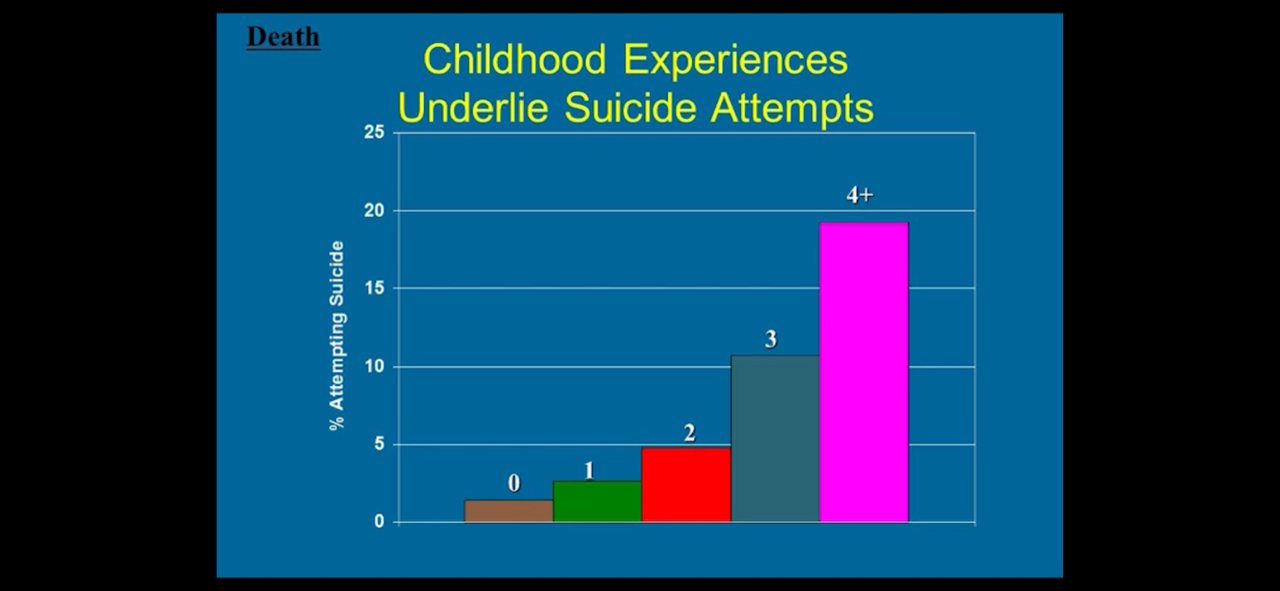 Death
Childhood Experiences
Underlie Suicide Attempts
% Attempting Suicide
25
20
15
10
5
0
0
1
2
3
4+